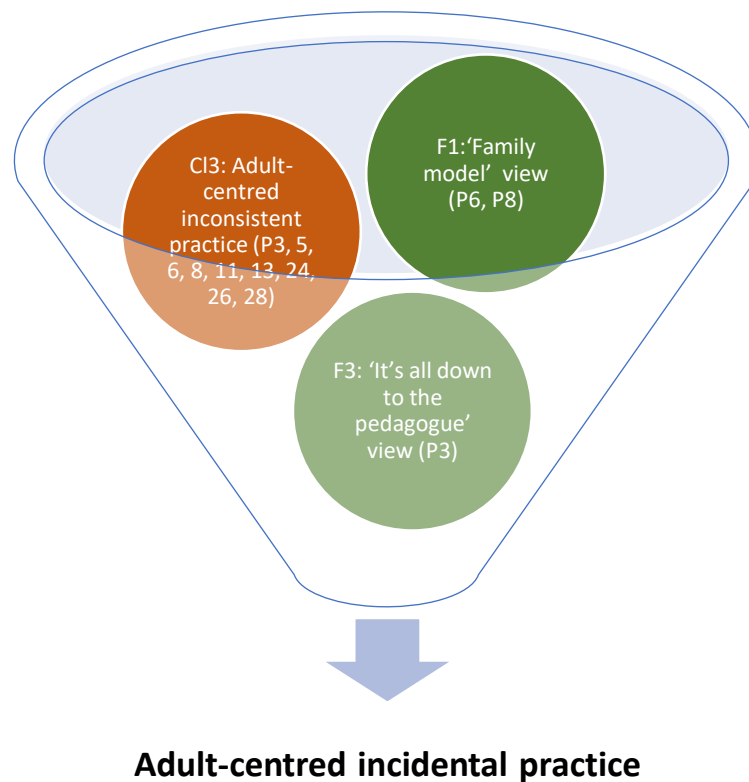 Cl3: Adult-
centred
inconsistent
practice (P3, 5,
6, 8, 11, 13, 24,
26, 28)
F1:‘Family
model’ view
(P6, P8)
F3: ‘It’s all down
to the
pedagogue’
view (P3)
Adult-centred incidental practice